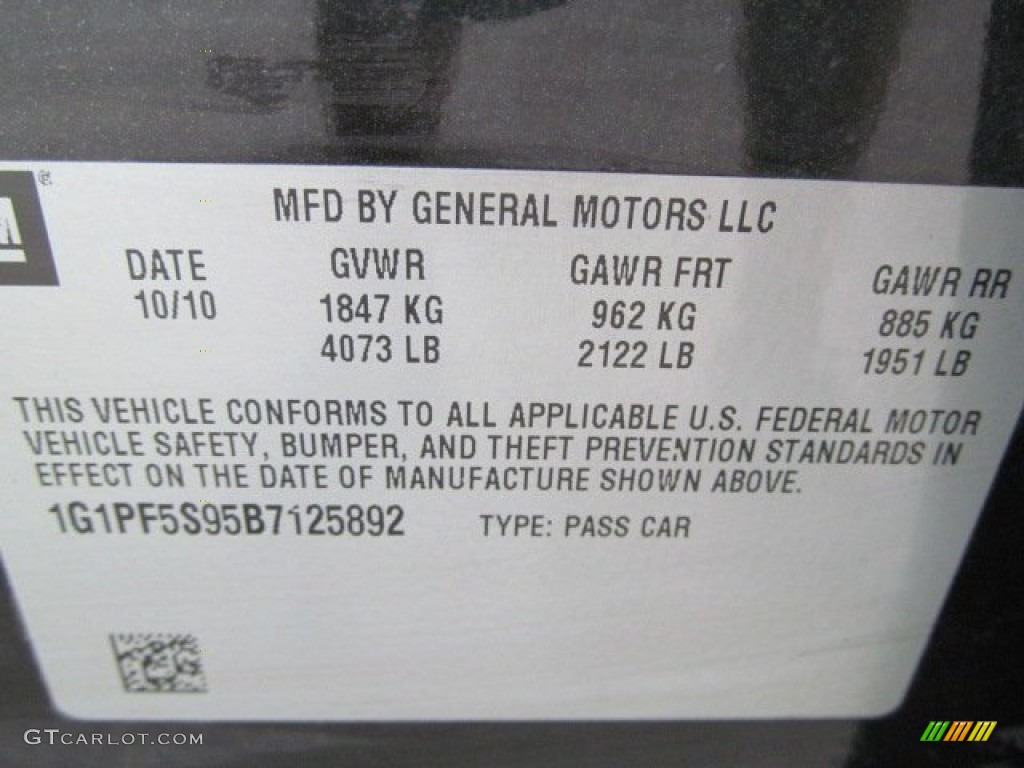 ®
MFD BY GENERAL MOTORS LLC
DATE GVWR GAWR FRT GAWR RR
10/10 1847 KG 962 KG 885 KG
4073 LB 2122 LB 1951 LB
THIS VEHICLE CONFORMS TO ALL APPLICABLE U.S. FEDERAL MOTOR
VEHICLE SAFETY, BUMPER, AND THEFT PREVENTION STANDARDS IN
EFFECT ON THE DATE OF MANUFACTURE SHOWN ABOVE.
1G1PF5S95B7125892 TYPE: PASS CAR
GTCARLOT.COM